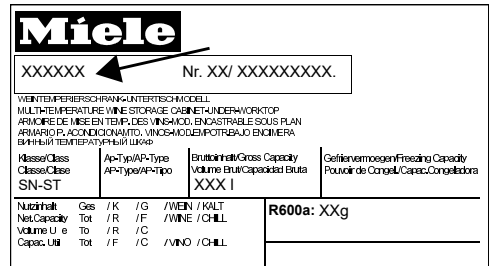 Miele
XXXXXX Nr. XX/ XXXXXXXXX.
WEINTEMPERIERSCHRANK-UNTERTISCHMODELL
MULTI-TEMPERATURE WINE STORAGE CABINET-UNDER-WORKTOP
ARMOIRE DE MISE EN TEMP. DES VINS-MOD. ENCASTRABLE SOUS PLAN
ARMARIO P. ACONDICIONAMTO. VINOS-MOD.EMPOTR.BAJO ENCIMERA
ВИННЫЙ ТЕМПЕРАТУРНЫЙ ШКАФ
Klasse/Class Ap-Typ/AP-Type Bruttoinhalt/Gross Capacity Gefriervermoegen/Freezing Capacity
Classe/Clase AP-Type/AP-Tipo Volume Brut/Capacidad Bruta Pouvoir de Congel./Capac.Congeladora
SN-ST XXX l
Nutzinhalt Ges / K / G / WEIN / KALT R600a: XXg
Net.Capacity Tot / R / F / WINE / CHILL
Volume U e To / R / C
Capac. Util Tot / F / C / VINO / CHILL